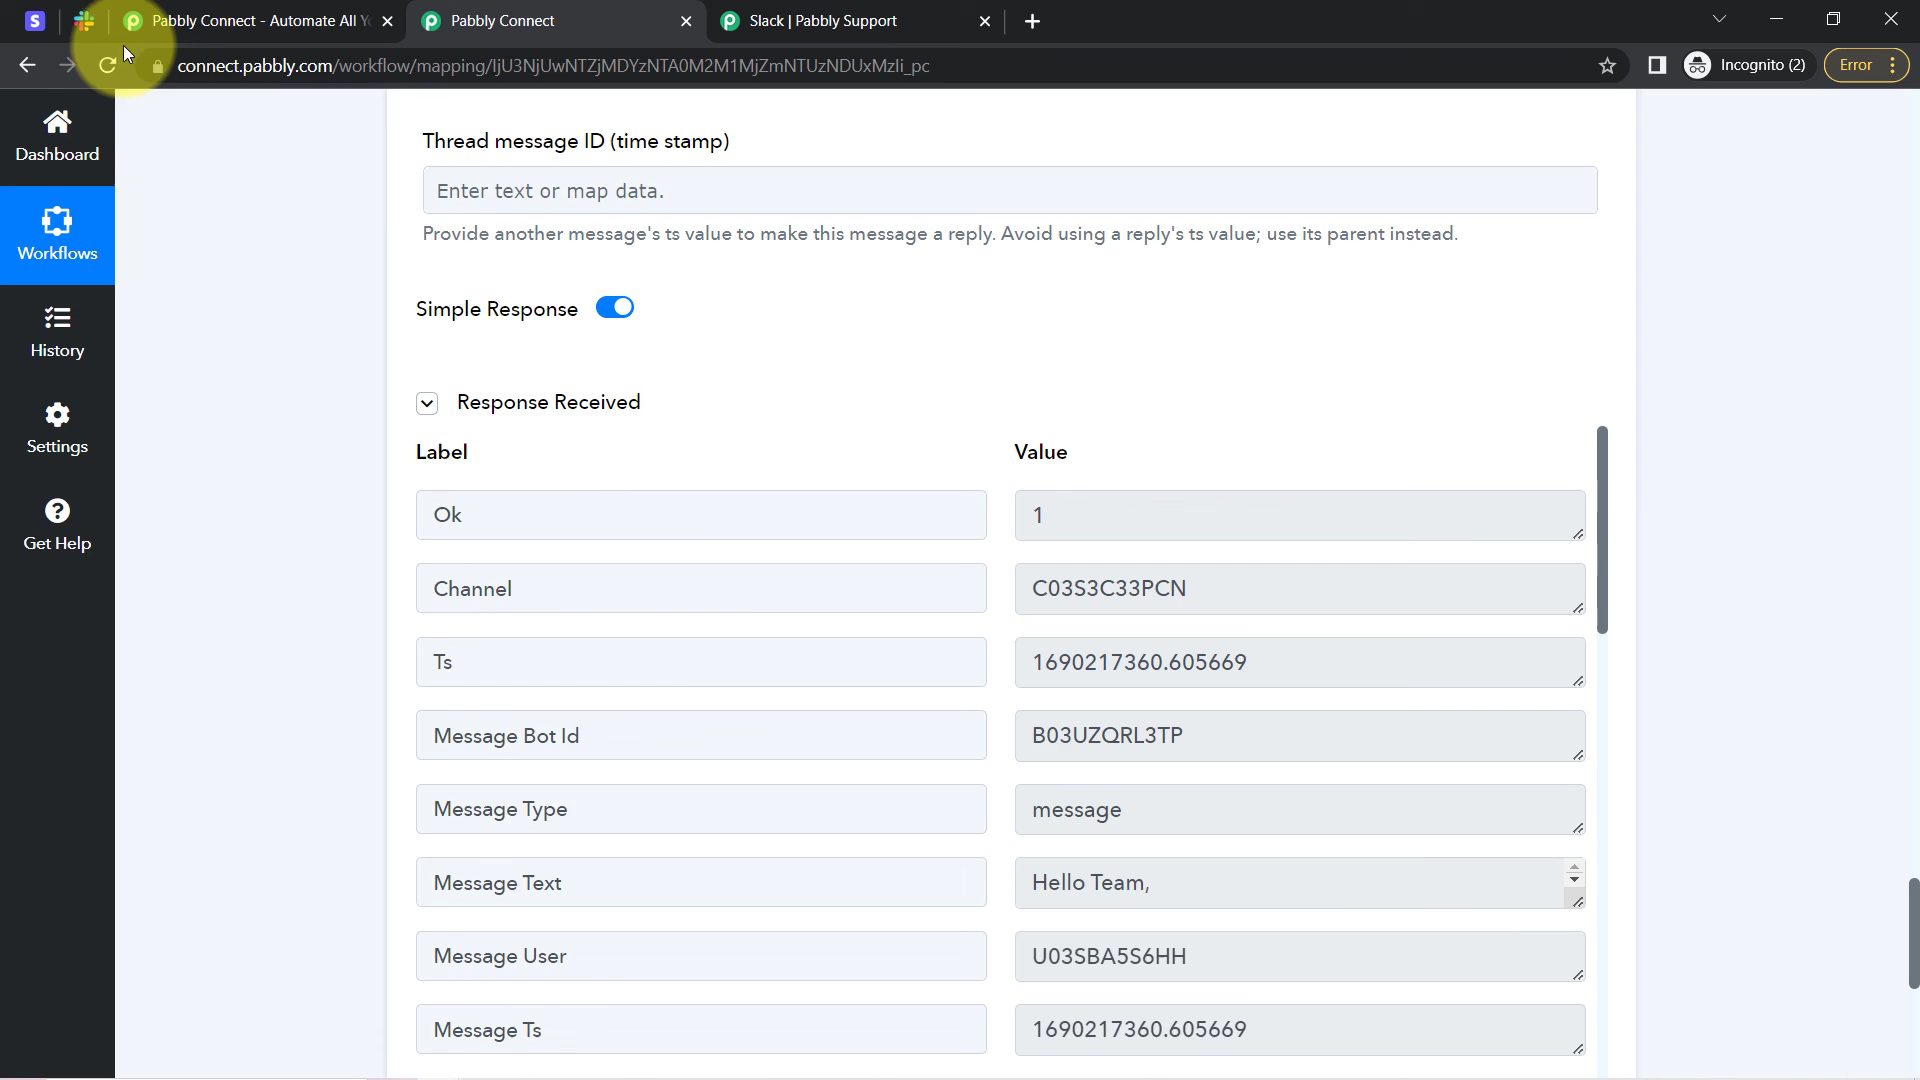 S
Pabbly Connect - Automate All Y
Pabbly Connect
Slack | Pabbly Support
connect.pabbly.com/workflow/mapping/IjU3NjUwNTZjMDYzNTA0M2M1MjZmNTUzNDUxMzIi_pc
Incognito (2)
Error
Dashboard
Workflows
History
Settings
Get Help
Thread message ID (time stamp)
Enter text or map data.
Provide another message's ts value to make this message a reply. Avoid using a reply's ts value; use its parent instead.
Simple Response
Response Received
Label
Value
Ok
1
Channel
C03S3C33PCN
Ts
1690217360.605669
Message Bot Id
B03UZQRL3TP
Message Type
message
Message Text
Hello Team,
Message User
U03SBA5S6HH
Message Ts
1690217360.605669